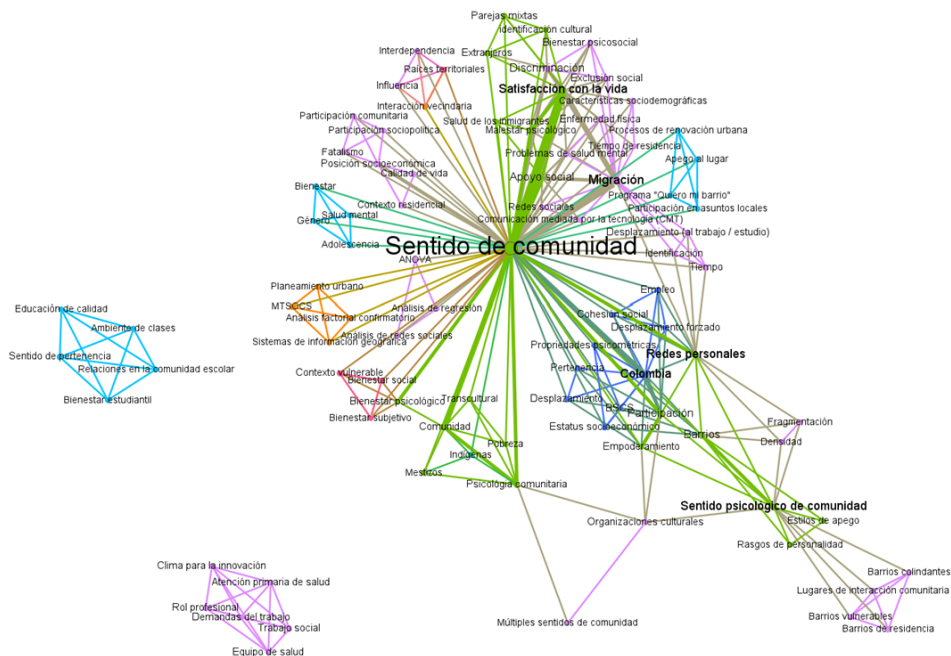 Parejas mixtas
Identificación cultural
Bienestar psicosocial
Interdependencia
Extranjeros
Raíces territoriales
Discriminación
Exclusión social
Influencia
Satisfacción con la vida
Características sociodemográficas
Interacción vecindaria
Participación comunitaria
Salud de los inmigrantes
Enfermedad física
Participación sociopolítica
Malestar psicológico
Procesos de renovación urbana
Tiempo de residencia
Fatalismo
Problemas de salud mental
Apego al lugar
Posición socioeconómica
Calidad de vida
Apoyo social
Migración
Bienestar
Programa "Quiero mi barrio"
Contexto residencial
Redes sociales
Participación en asuntos locales
Salud mental
Género
Comunicación mediada por la tecnología (CMT)
Desplazamiento (al trabajo / estudio)
Adolescencia
Sentido de comunidad
Identificación
ANOVA
Tiempo
Planeamiento urbano
Empleo
MTSOCS
Análisis de regresión
Educación de calidad
Análisis factorial confirmatorio
Cohesión social
Ambiente de clases
Desplazamiento forzado
Análisis de redes sociales
Sistemas de información geográfica
Propiedades psicométricas
Sentido de pertenencia
Redes personales
Relaciones en la comunidad escolar
Contexto vulnerable
Pertenencia
Colombia
Bienestar social
Bienestar estudiantil
Bienestar psicológico
Transcultural
Desplazamiento
BSCS
Participación
Bienestar subjetivo
Comunidad
Estatus socioeconómico
Fragmentación
Barrios
Pobreza
Densidad
Empoderamiento
Indígenas
Mestizos
Psicología comunitaria
Sentido psicológico de comunidad
Organizaciones culturales
Estilos de apego
Rasgos de personalidad
Clima para la innovación
Barrios colindantes
Atención primaria de salud
Lugares de interacción comunitaria
Rol profesional
Demandas del trabajo
Barrios vulnerables
Múltiples sentidos de comunidad
Trabajo social
Barrios de residencia
Equipo de salud